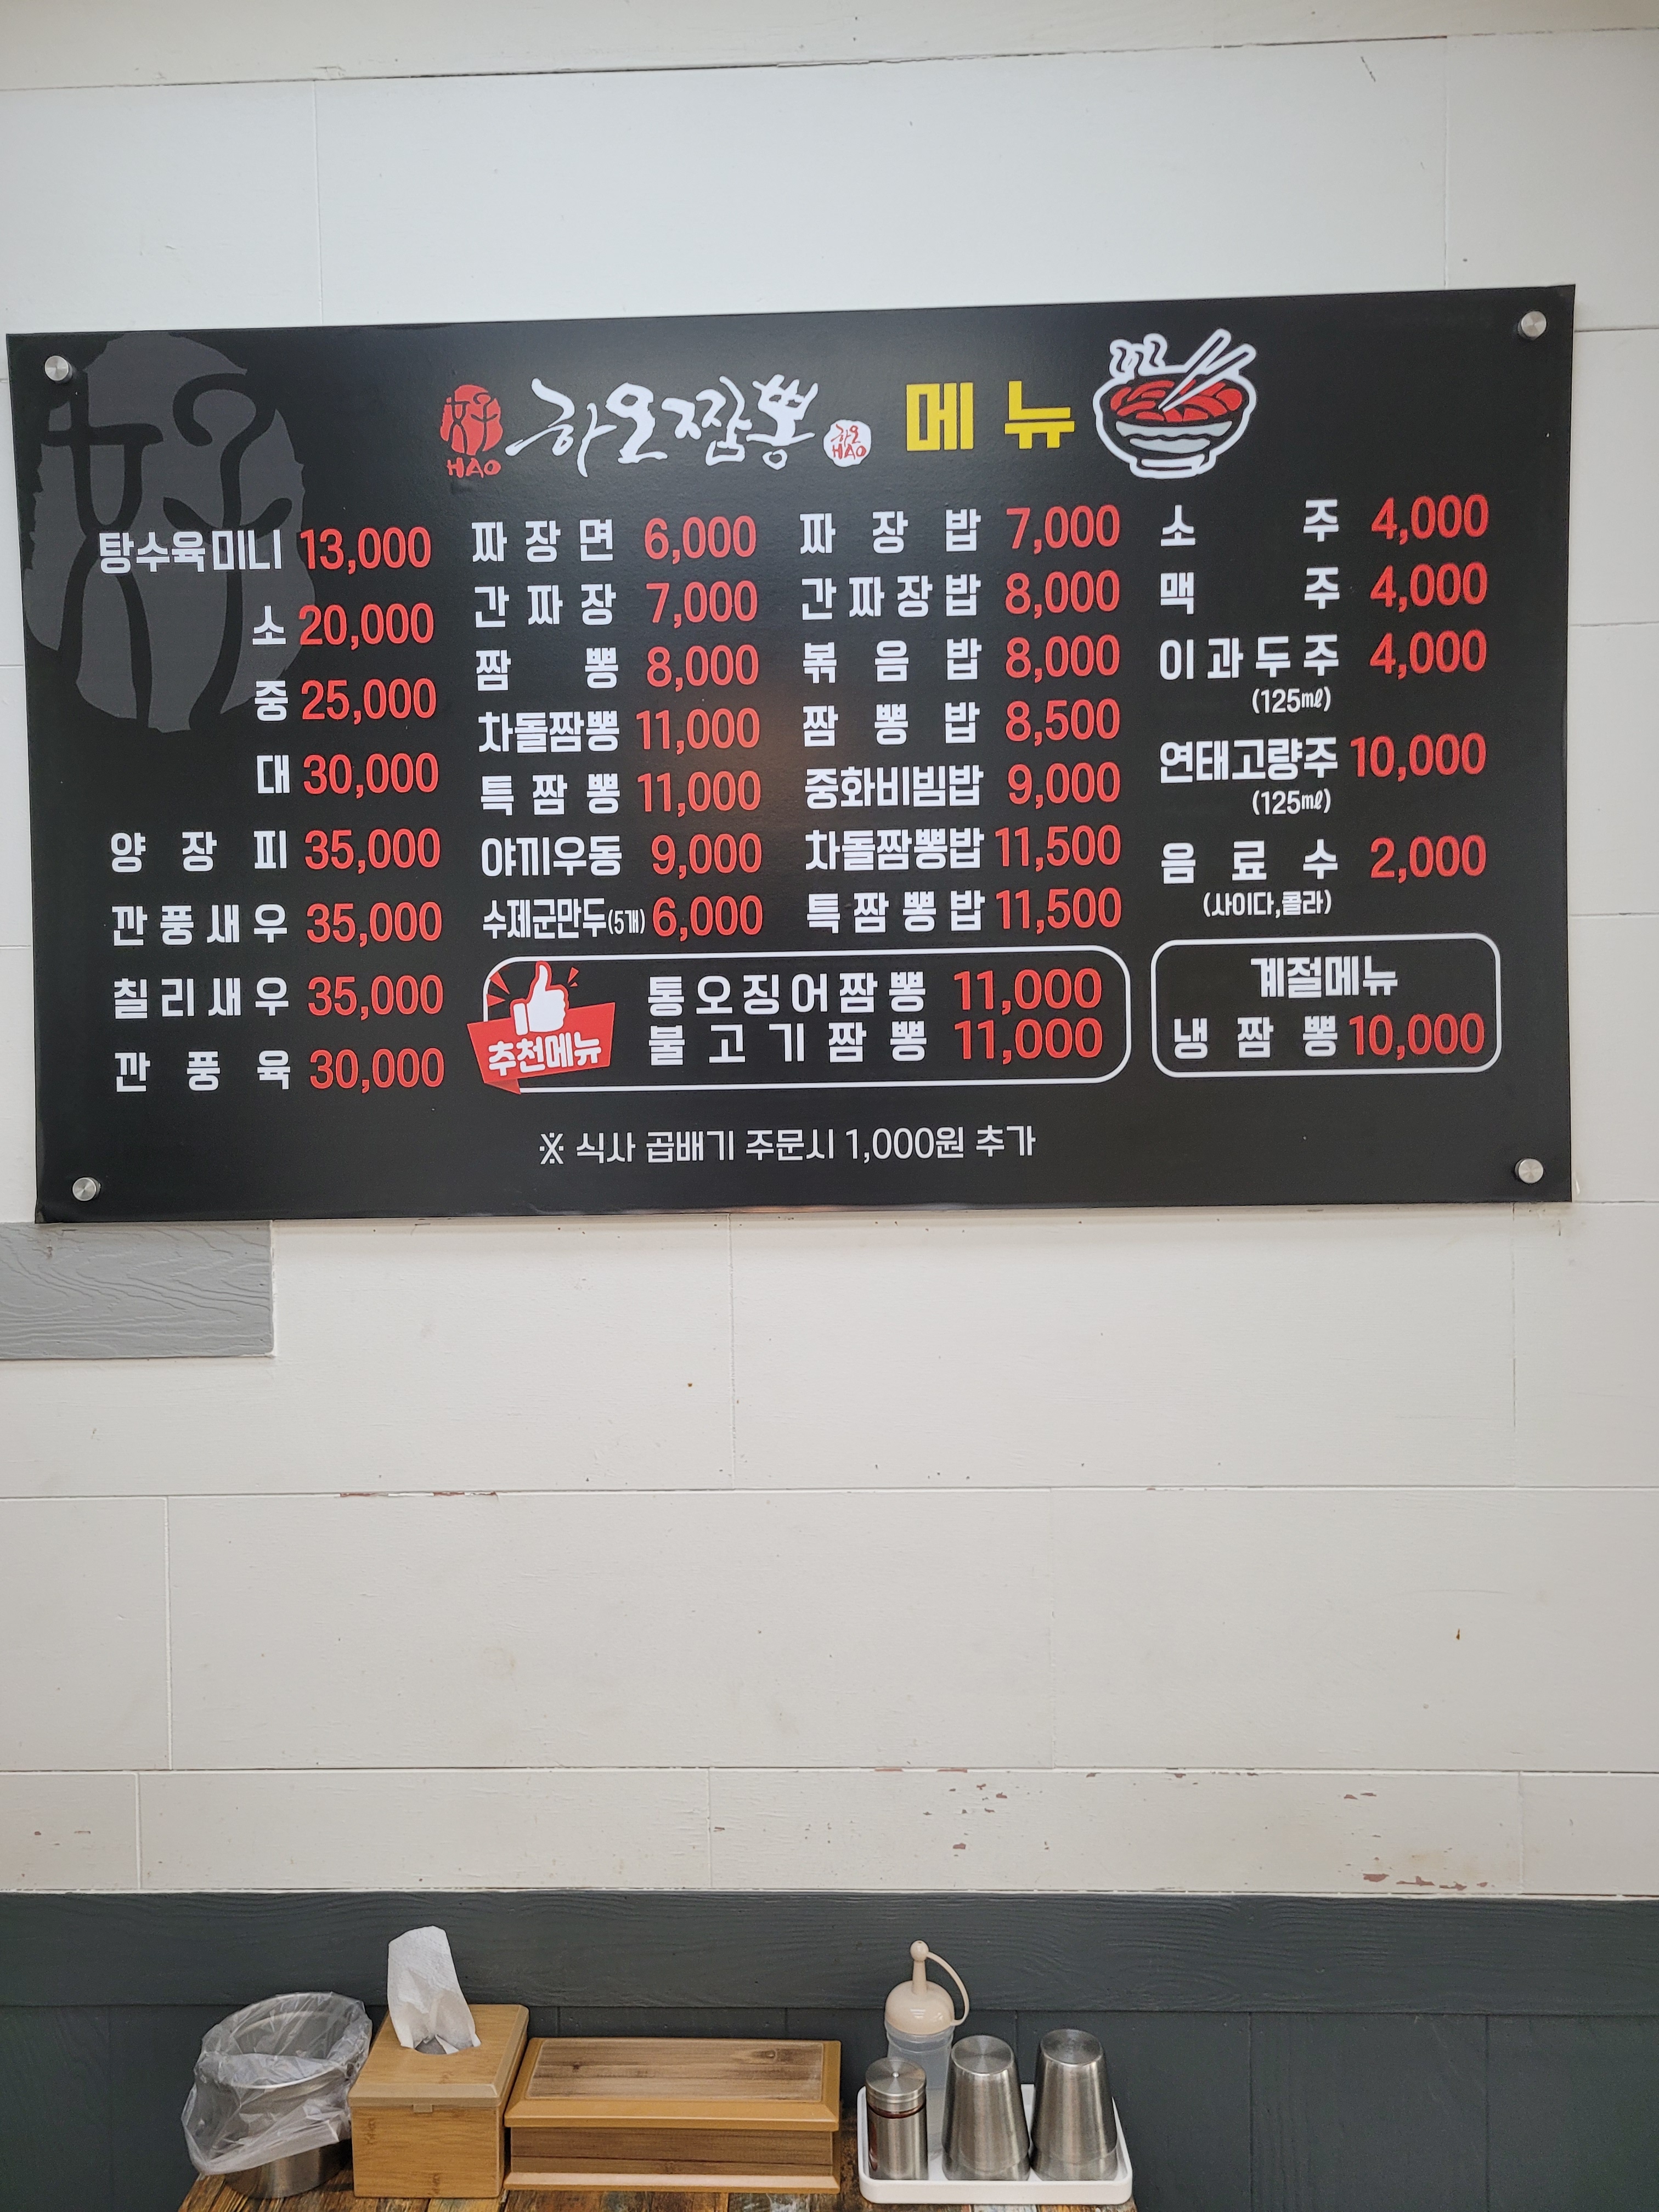 好
好
HAO
하오짬뽕
하오
HAO
메뉴
탕수육미니 13,000
소 20,000
중 25,000
대 30,000
양장피 35,000
깐풍새우 35,000
칠리새우 35,000
깐풍육 30,000
짜장면 6,000
간짜장 7,000
짬뽕 8,000
차돌짬뽕 11,000
특짬뽕 11,000
야끼우동 9,000
수제군만두(5개) 6,000
짜장밥 7,000
간짜장밥 8,000
볶음밥 8,000
짬뽕밥 8,500
중화비빔밥 9,000
차돌짬뽕밥 11,500
특짬뽕밥 11,500
소주 4,000
맥주 4,000
이과두주 4,000
(125㎖)
연태고량주 10,000
(125㎖)
음료수 2,000
(사이다,콜라)
추천메뉴
통오징어짬뽕 11,000
불고기짬뽕 11,000
계절메뉴
냉짬뽕 10,000
※ 식사 곱배기 주문시 1,000원 추가